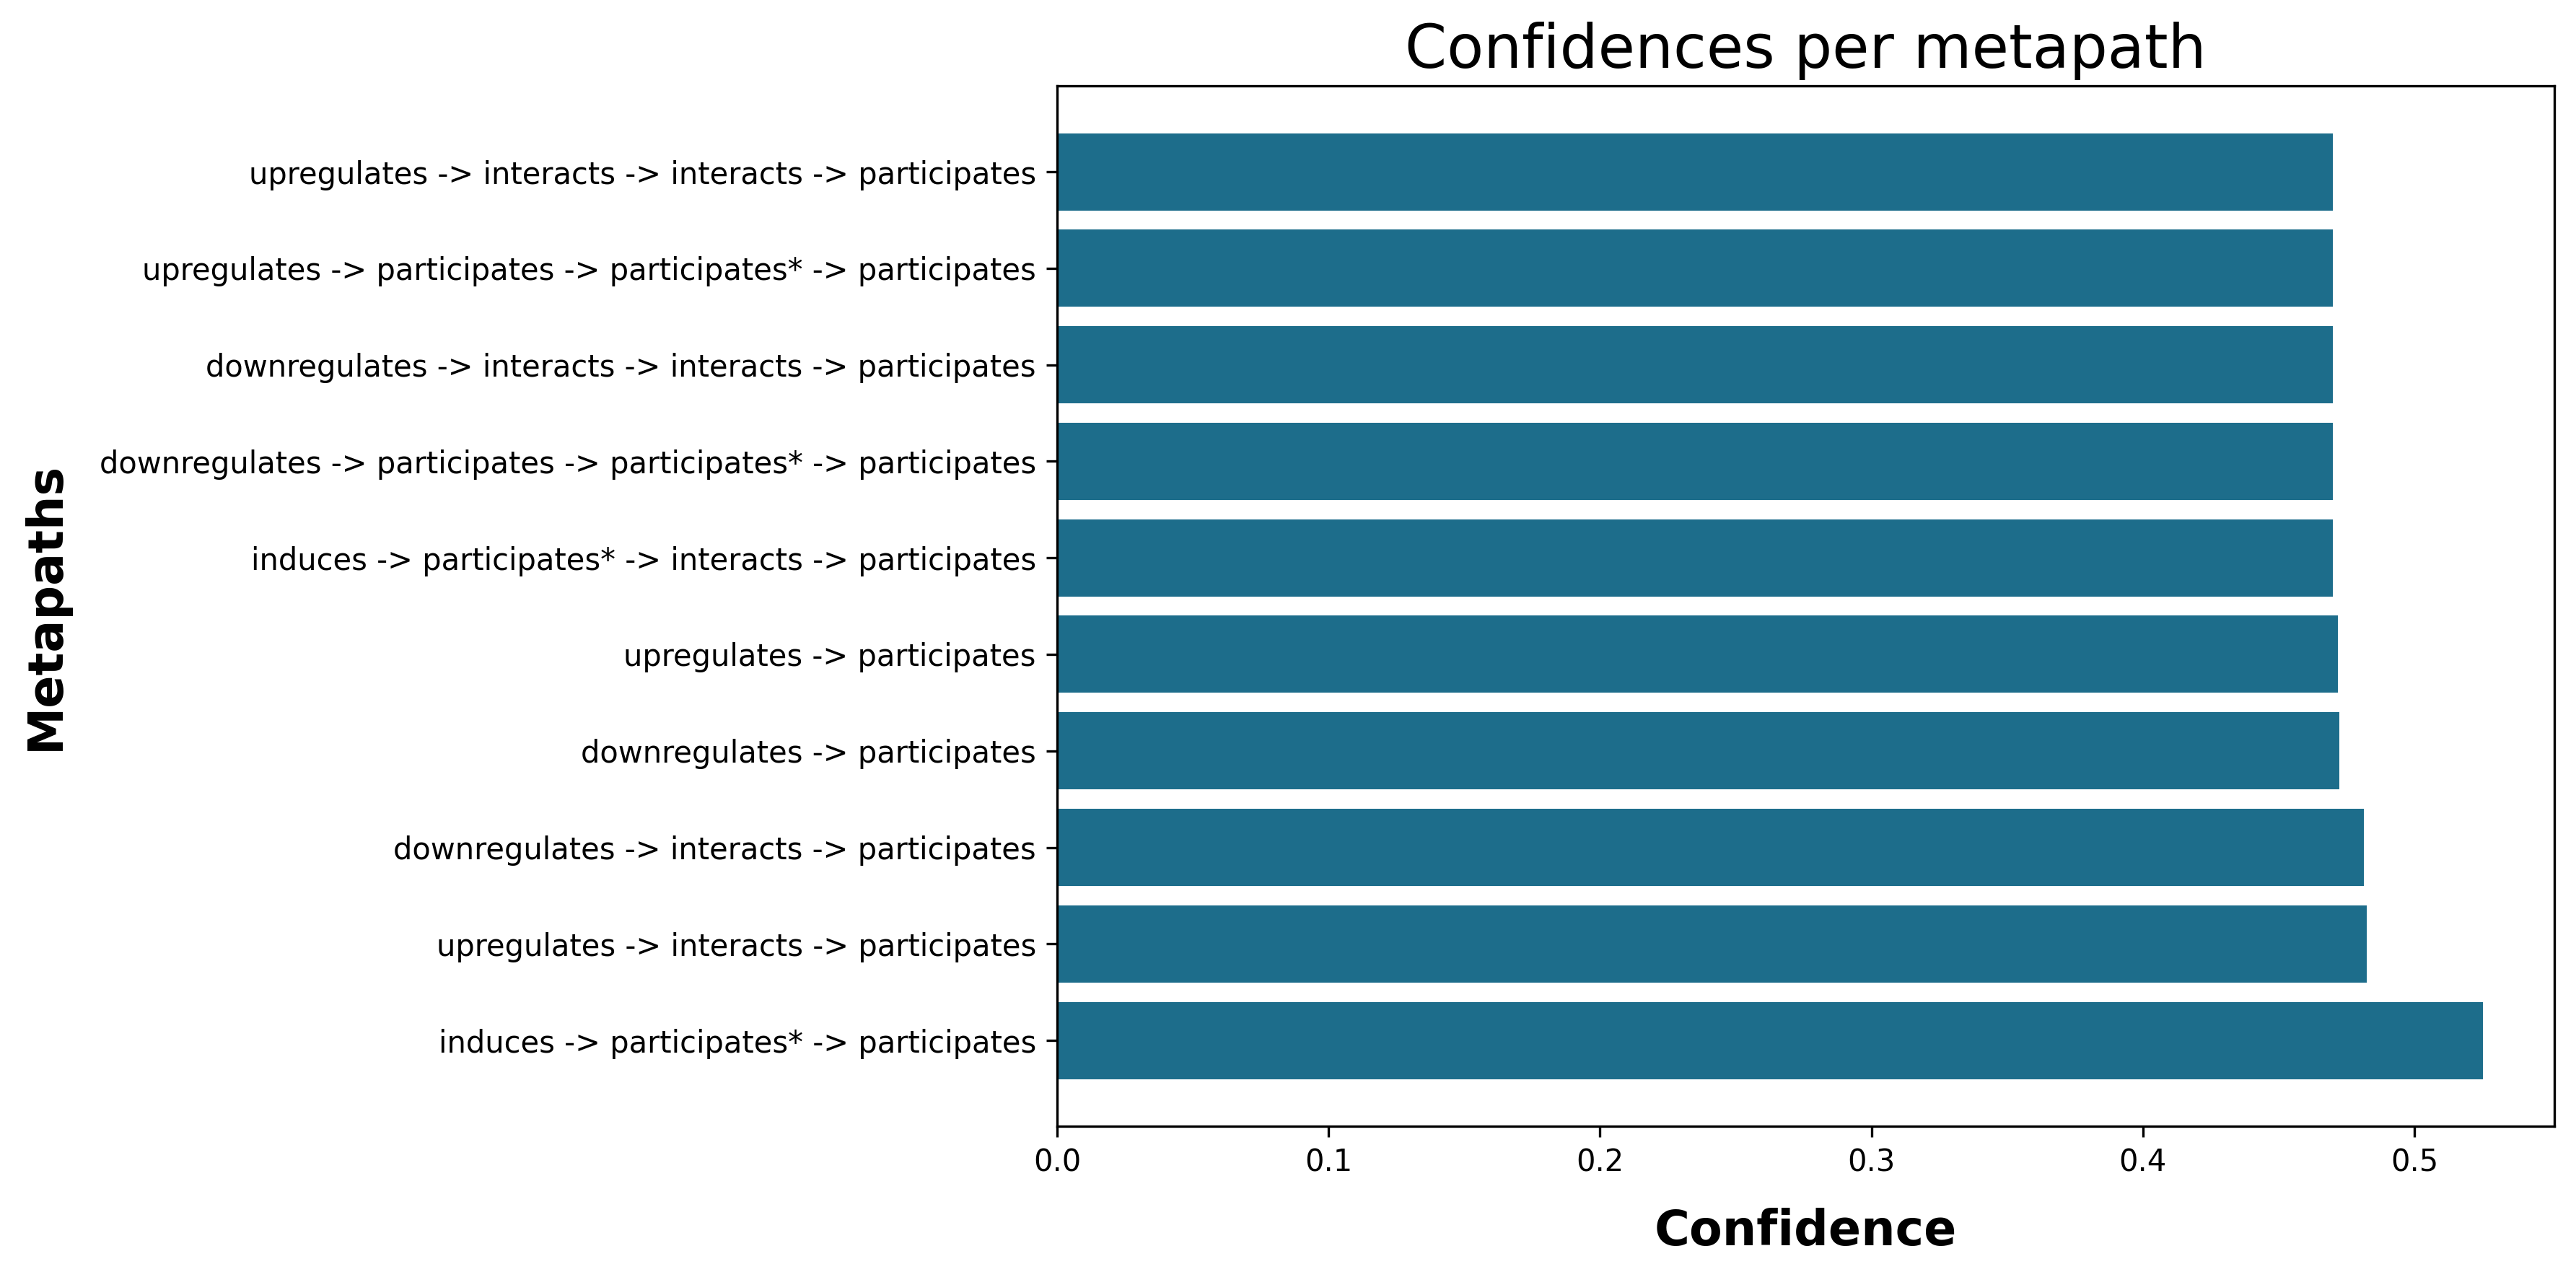 Confidences per metapath
Metapaths
upregulates -> interacts -> interacts -> participates
upregulates -> participates -> participates* -> participates
downregulates -> interacts -> interacts -> participates
downregulates -> participates -> participates* -> participates
induces -> participates* -> interacts -> participates
upregulates -> participates
downregulates -> participates
downregulates -> interacts -> participates
upregulates -> interacts -> participates
induces -> participates* -> participates
0.0 0.1 0.2 0.3 0.4 0.5
Confidence